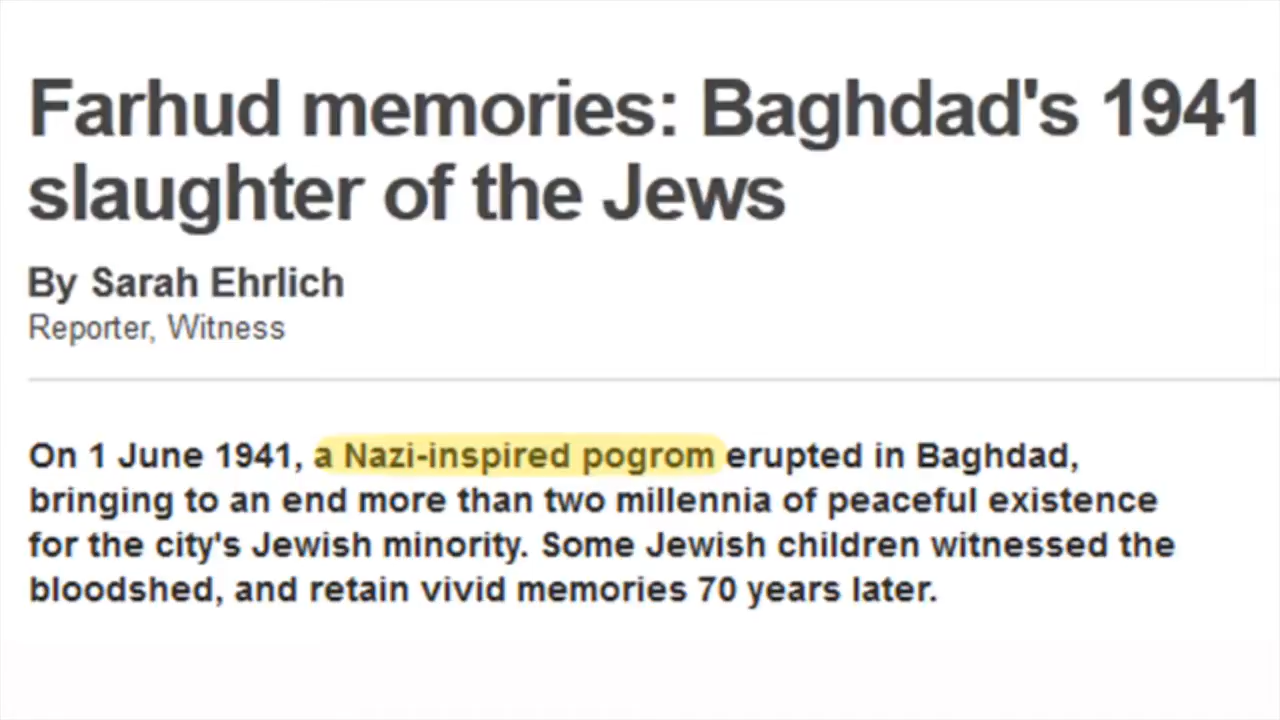 Farhud memories: Baghdad's 1941
slaughter of the Jews
By Sarah Ehrlich
Reporter, Witness
On 1 June 1941, a Nazi-inspired pogrom erupted in Baghdad,
bringing to an end more than two millennia of peaceful existence
for the city's Jewish minority. Some Jewish children witnessed the
bloodshed, and retain vivid memories 70 years later.